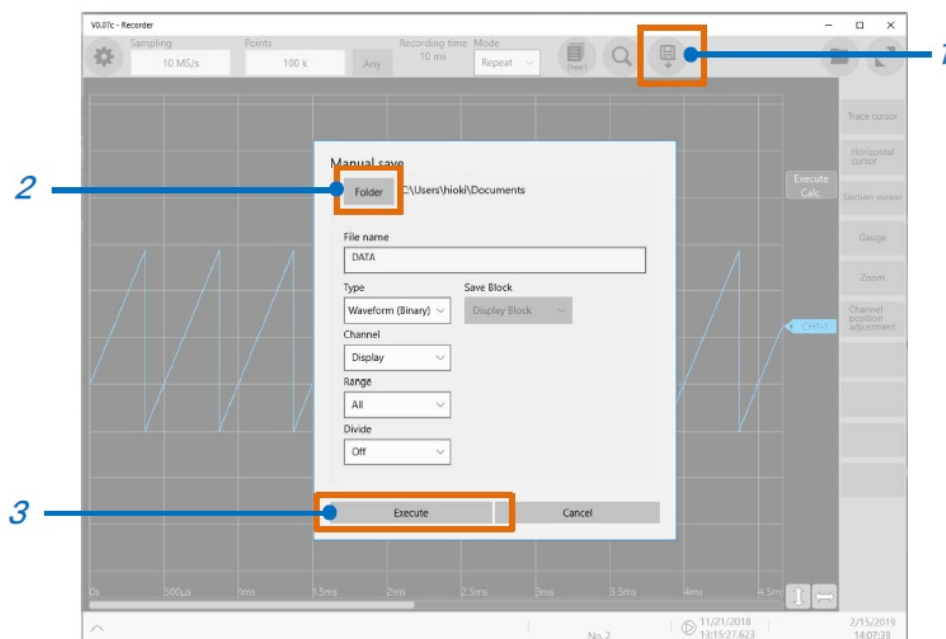 V0.07c - Recorder
Sampling
10 MS/s
Points
100 k
Any
Recording time
10 ms
Mode
Repeat
Sheet1
1
Trace cursor
Horizontal
cursor
Section cursor
Gauge
Zoom
Channel
position
adjustment
Execute
Calc.
CH1-1
Manual save
2
Folder
C:\Users\hioki\Documents
File name
DATA
Type
Save Block
Waveform (Binary)
Display Block
Channel
Display
Range
All
Divide
Off
3
Execute
Cancel
0s
500µs
1ms
1.5ms
2ms
2.5ms
3ms
3.5ms
4ms
4.5ms
No.2
11/21/2018
13:15:27.623
2/15/2019
14:07:38